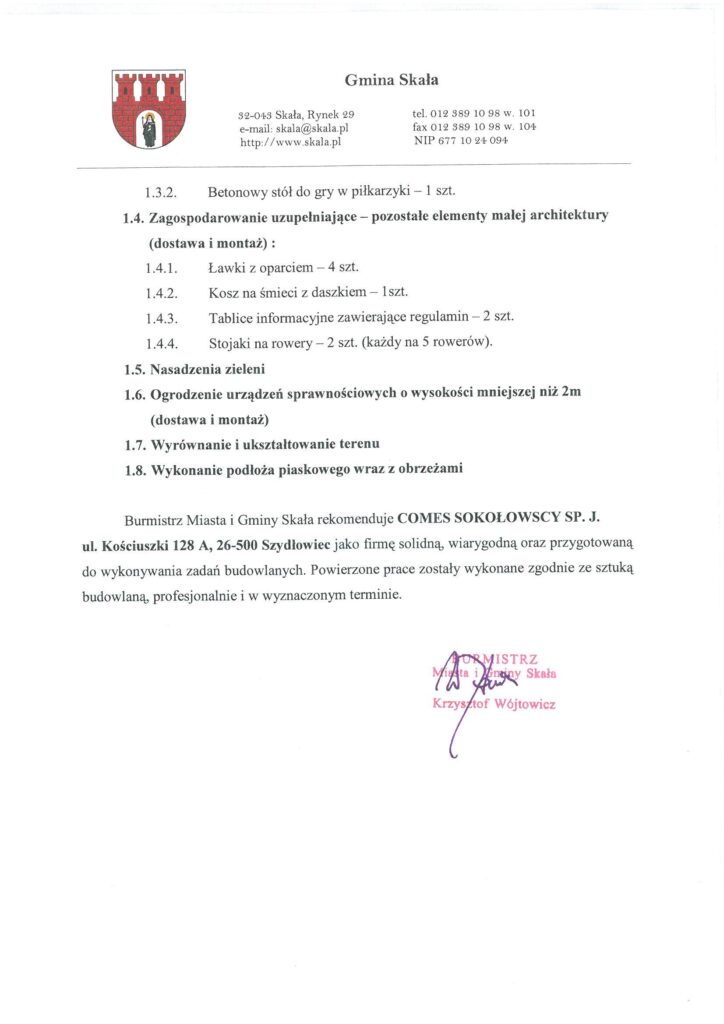 Gmina Skała
32-043 Skała, Rynek 29
e-mail: skala@skala.pl
http://www.skala.pl
tel. 012 389 10 98 w. 101
fax 012 389 10 98 w. 104
NIP 677 10 24 094
1.3.2. Betonowy stół do gry w piłkarzyki – 1 szt.
1.4. Zagospodarowanie uzupełniające – pozostałe elementy małej architektury
(dostawa i montaż) :
1.4.1. Ławki z oparciem – 4 szt.
1.4.2. Kosz na śmieci z daszkiem – 1szt.
1.4.3. Tablice informacyjne zawierające regulamin – 2 szt.
1.4.4. Stojaki na rowery – 2 szt. (każdy na 5 rowerów).
1.5. Nasadzenia zieleni
1.6. Ogrodzenie urządzeń sprawnościowych o wysokości mniejszej niż 2m
(dostawa i montaż)
1.7. Wyrównanie i ukształtowanie terenu
1.8. Wykonanie podłoża piaskowego wraz z obrzeżami
Burmistrz Miasta i Gminy Skała rekomenduje COMES SOKOŁOWSCY SP. J.
ul. Kościuszki 128 A, 26-500 Szydłowiec jako firmę solidną, wiarygodną oraz przygotowaną
do wykonywania zadań budowlanych. Powierzone prace zostały wykonane zgodnie ze sztuką
budowlaną, profesjonalnie i w wyznaczonym terminie.
BURMISTRZ
Miasta i Gminy Skała
Krzysztof Wójtowicz